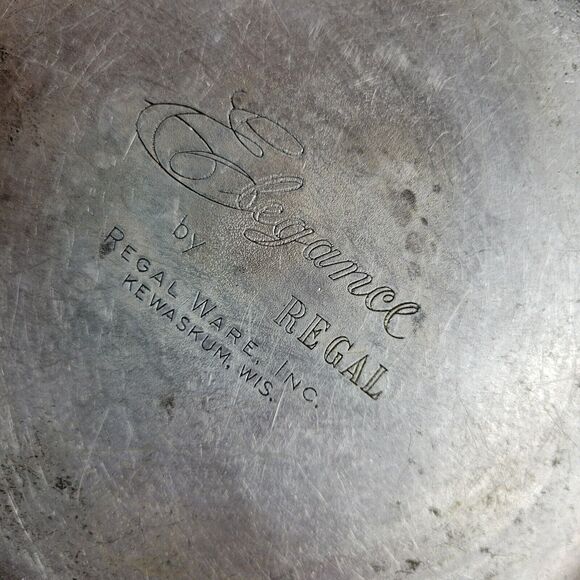 Elegance
by REGAL
REGAL WARE, INC.
KEWASKUM, WIS.